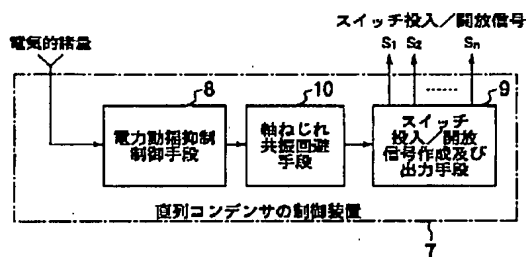 スイッチ投入／開放信号
電気的諸量
S1 S2 Sn
8
10
9
電力動揺抑制
制御手段
軸ねじれ
共振回避
手段
スイッチ
投入／開放
信号作成及び
出力手段
直列コンデンサの制御装置
7